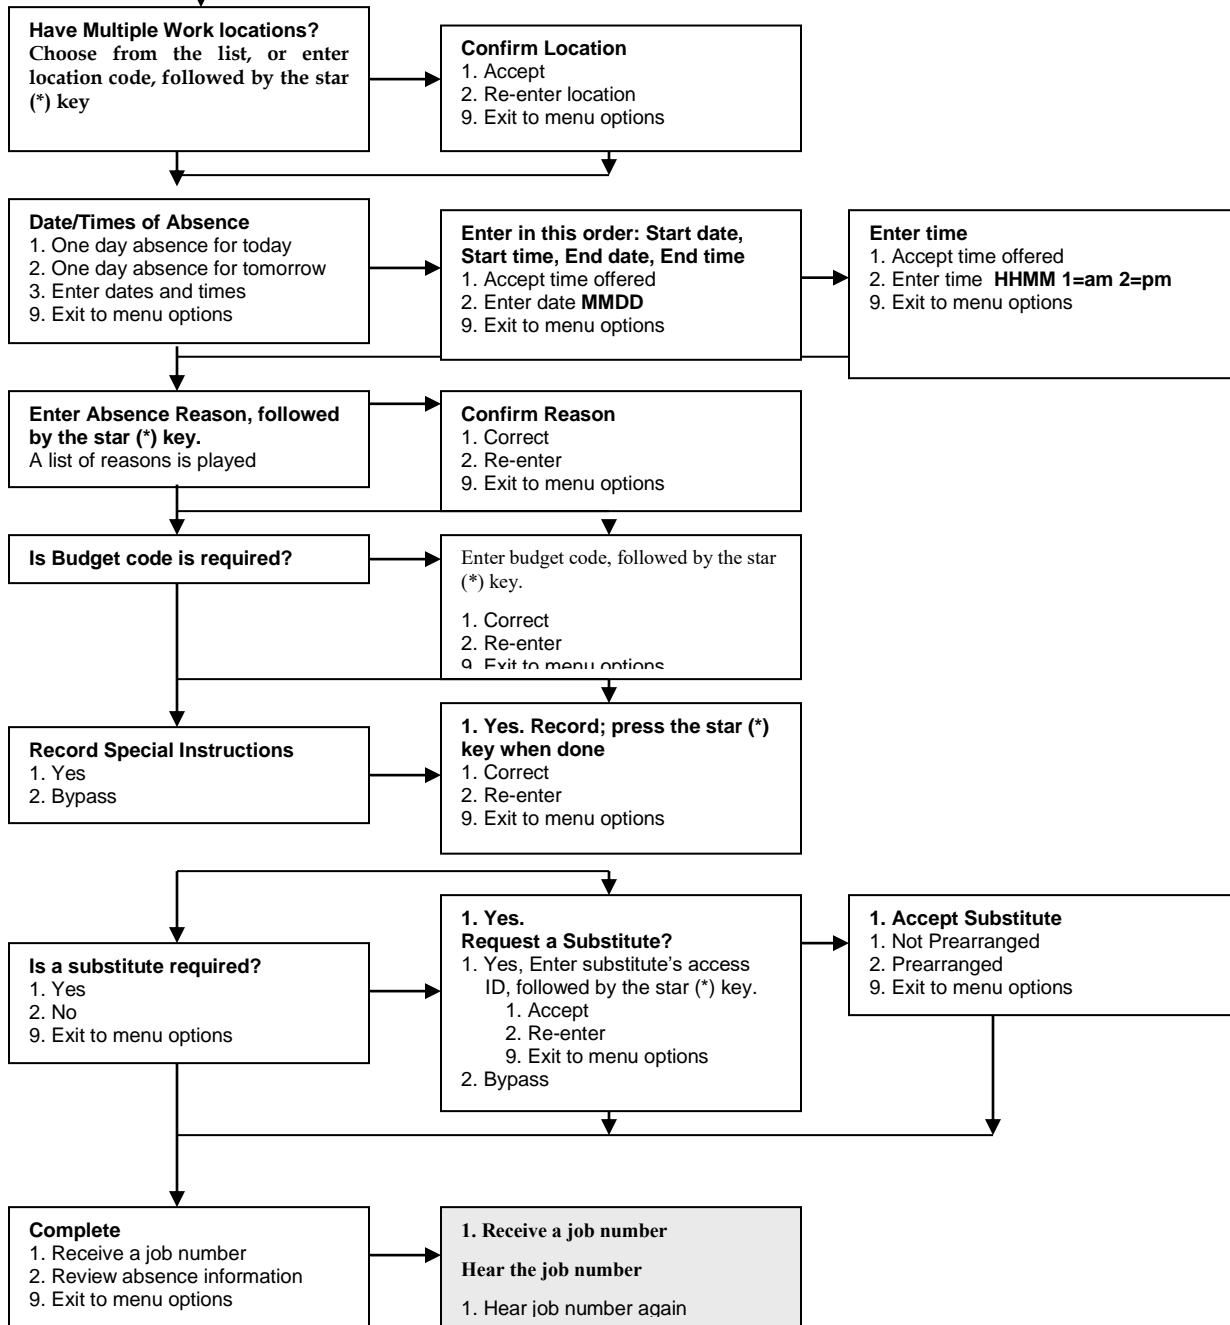 Have Multiple Work locations?
Choose from the list, or enter
location code, followed by the star
(*) key
Confirm Location
1. Accept
2. Re-enter location
9. Exit to menu options
Date/Times of Absence
1. One day absence for today
2. One day absence for tomorrow
3. Enter dates and times
9. Exit to menu options
Enter in this order: Start date,
Start time, End date, End time
1. Accept time offered
2. Enter date MMDD
9. Exit to menu options
Enter time
1. Accept time offered
2. Enter time HHMM 1=am 2=pm
9. Exit to menu options
Enter Absence Reason, followed
by the star (*) key.
A list of reasons is played
Confirm Reason
1. Correct
2. Re-enter
9. Exit to menu options
Is Budget code is required?
Enter budget code, followed by the star
(*) key.
1. Correct
2. Re-enter
9. Exit to menu options
Record Special Instructions
1. Yes
2. Bypass
1. Yes. Record; press the star (*)
key when done
1. Correct
2. Re-enter
9. Exit to menu options
Is a substitute required?
1. Yes
2. No
9. Exit to menu options
1. Yes.
Request a Substitute?
1. Yes, Enter substitute's access
ID, followed by the star (*) key.
1. Accept
2. Re-enter
9. Exit to menu options
2. Bypass
1. Accept Substitute
1. Not Prearranged
2. Prearranged
9. Exit to menu options
Complete
1. Receive a job number
2. Review absence information
9. Exit to menu options
1. Receive a job number
Hear the job number
1. Hear job number again